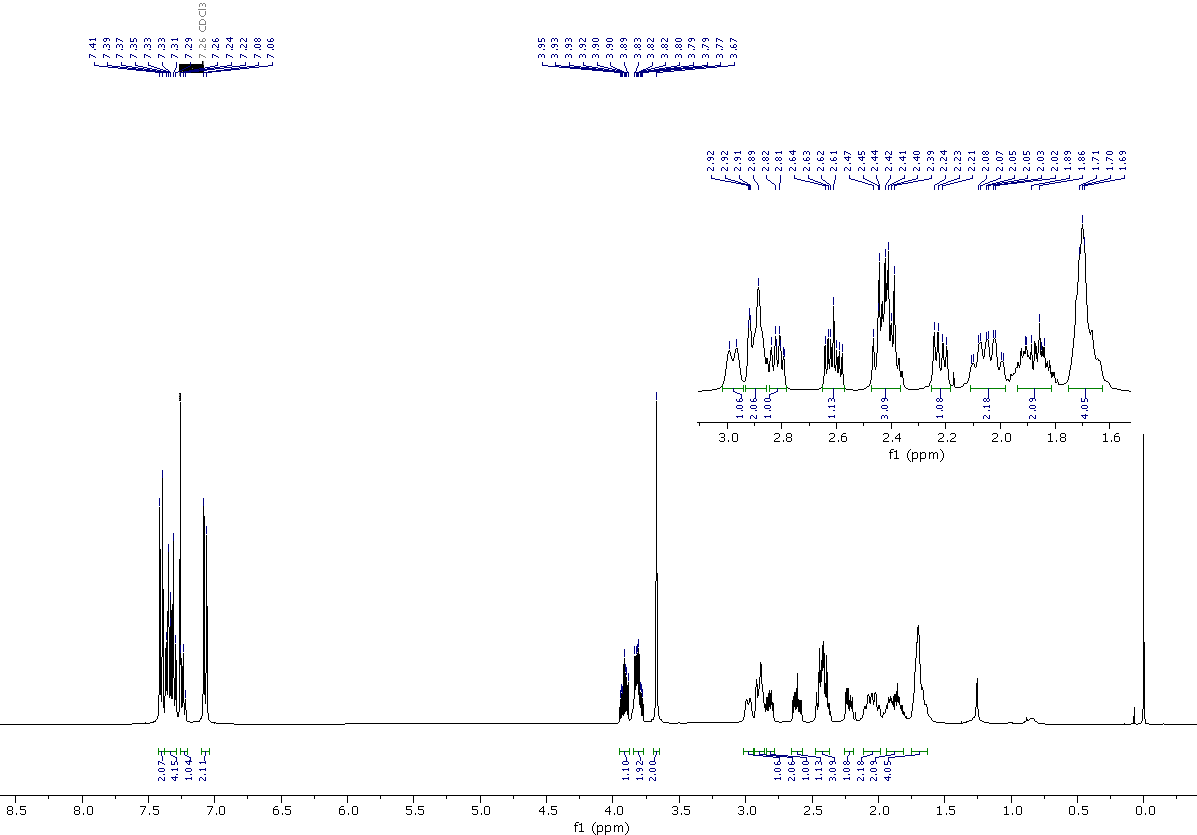 7.41 7.39 7.37 7.35 7.33 7.33 7.31 7.29 7.26 CDCl3 7.26 7.24 7.22 7.08 7.06
3.95 3.93 3.93 3.92 3.90 3.90 3.89 3.83 3.82 3.82 3.80 3.79 3.79 3.77 3.67
2.92 2.92 2.91 2.89 2.82 2.81 2.64 2.63 2.62 2.61 2.47 2.45 2.44 2.42 2.41 2.40 2.39 2.24 2.23 2.21 2.08 2.07 2.05 2.05 2.03 2.02 1.89 1.86 1.71 1.70 1.69
1.06 2.06 1.00 1.13 3.09 1.08 2.18 2.09 4.05
3.0 2.8 2.6 2.4 2.2 2.0 1.8 1.6
f1 (ppm)
2.07 4.15 1.04 2.11 1.10 1.92 2.00 1.06 2.06 1.00 1.13 3.09 1.08 2.18 2.09 4.05
8.5 8.0 7.5 7.0 6.5 6.0 5.5 5.0 4.5 4.0 3.5 3.0 2.5 2.0 1.5 1.0 0.5 0.0
f1 (ppm)